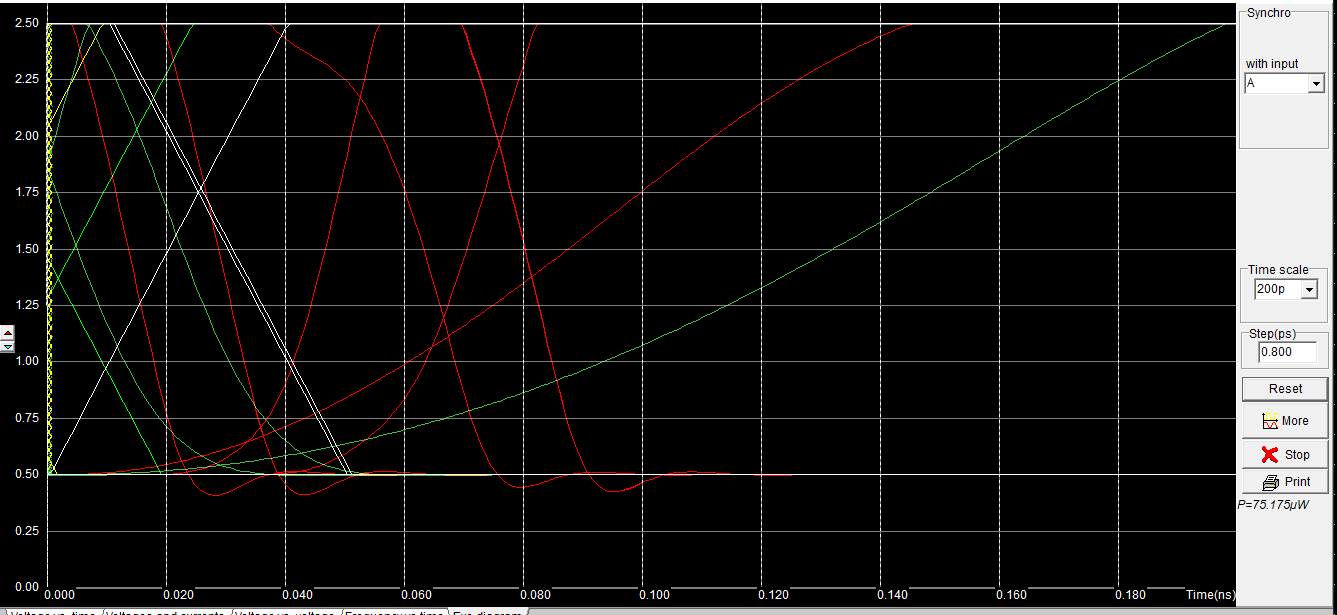 Synchro
with input
A
Time scale
200p
Step(ps)
0.800
Reset
More
Stop
Print
P=75.175µW
2.50
2.25
2.00
1.75
1.50
1.25
1.00
0.75
0.50
0.25
0.00
0.000 0.020 0.040 0.060 0.080 0.100 0.120 0.140 0.160 0.180 Time(ns)
Voltage vs. time Voltages and currents Voltage vs. voltage Frequency vs time Eye diagram